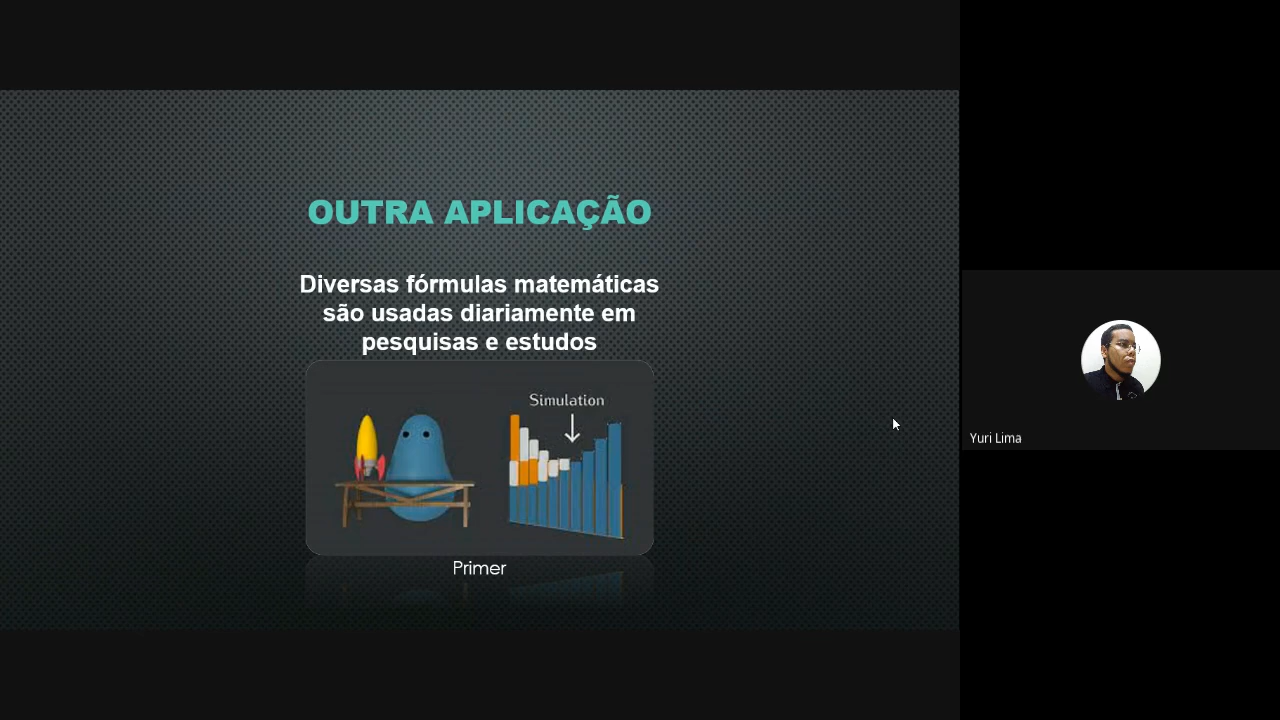 OUTRA APLICAÇÃO
Diversas fórmulas matemáticas
são usadas diariamente em
pesquisas e estudos
Simulation
Primer
Yuri Lima